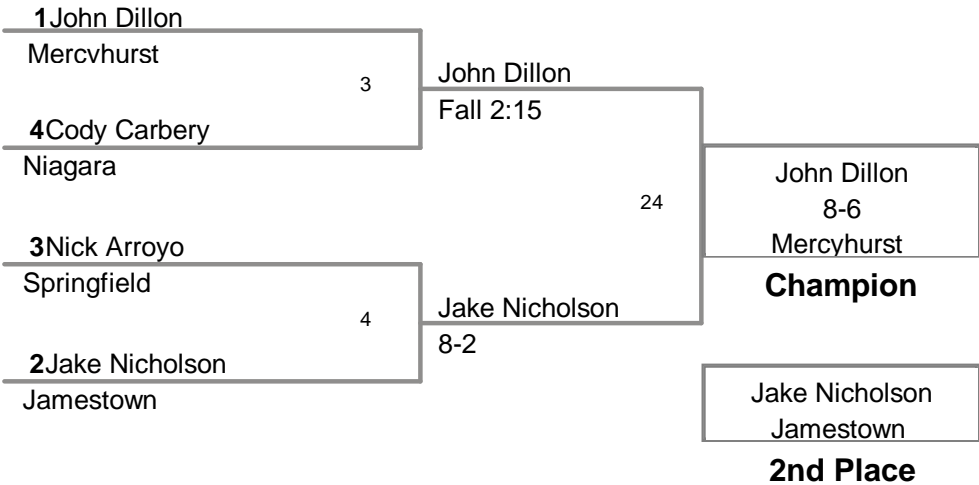 1John Dillon
Mercyhurst
3
John Dillon
Fall 2:15
4Cody Carbery
Niagara
24
John Dillon
8-6
Mercyhurst
Champion
3Nick Arroyo
Springfield
4
Jake Nicholson
8-2
2Jake Nicholson
Jamestown
Jake Nicholson
Jamestown
2nd Place